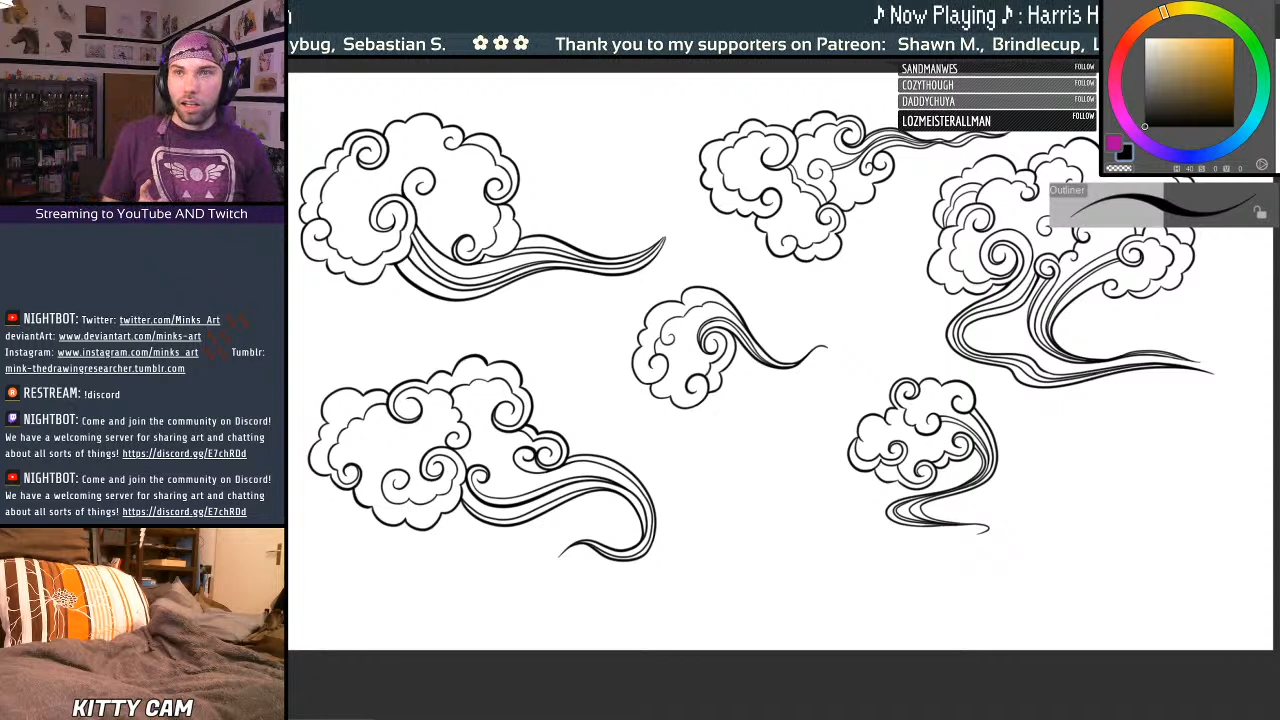 ♪ Now Playing ♪ : Harris H
ybug, Sebastian S. ✿ ✿ ✿ Thank you to my supporters on Patreon: Shawn M., Brindlecup, L
SANDMANWES FOLLOW
COZYTHOUGH FOLLOW
DADDYCHUYA FOLLOW
LOZMEISTERALLMAN FOLLOW
Outliner
Streaming to YouTube AND Twitch
NIGHTBOT: Twitter: twitter.com/Minks_Art
deviantArt: www.deviantart.com/minks-art
Instagram: www.instagram.com/minks_art Tumblr:
mink-thedrawingresearcher.tumblr.com
RESTREAM: !discord
NIGHTBOT: Come and join the community on Discord!
We have a welcoming server for sharing art and chatting
about all sorts of things! https://discord.gg/E7chRDd
NIGHTBOT: Come and join the community on Discord!
We have a welcoming server for sharing art and chatting
about all sorts of things! https://discord.gg/E7chRDd
KITTY CAM